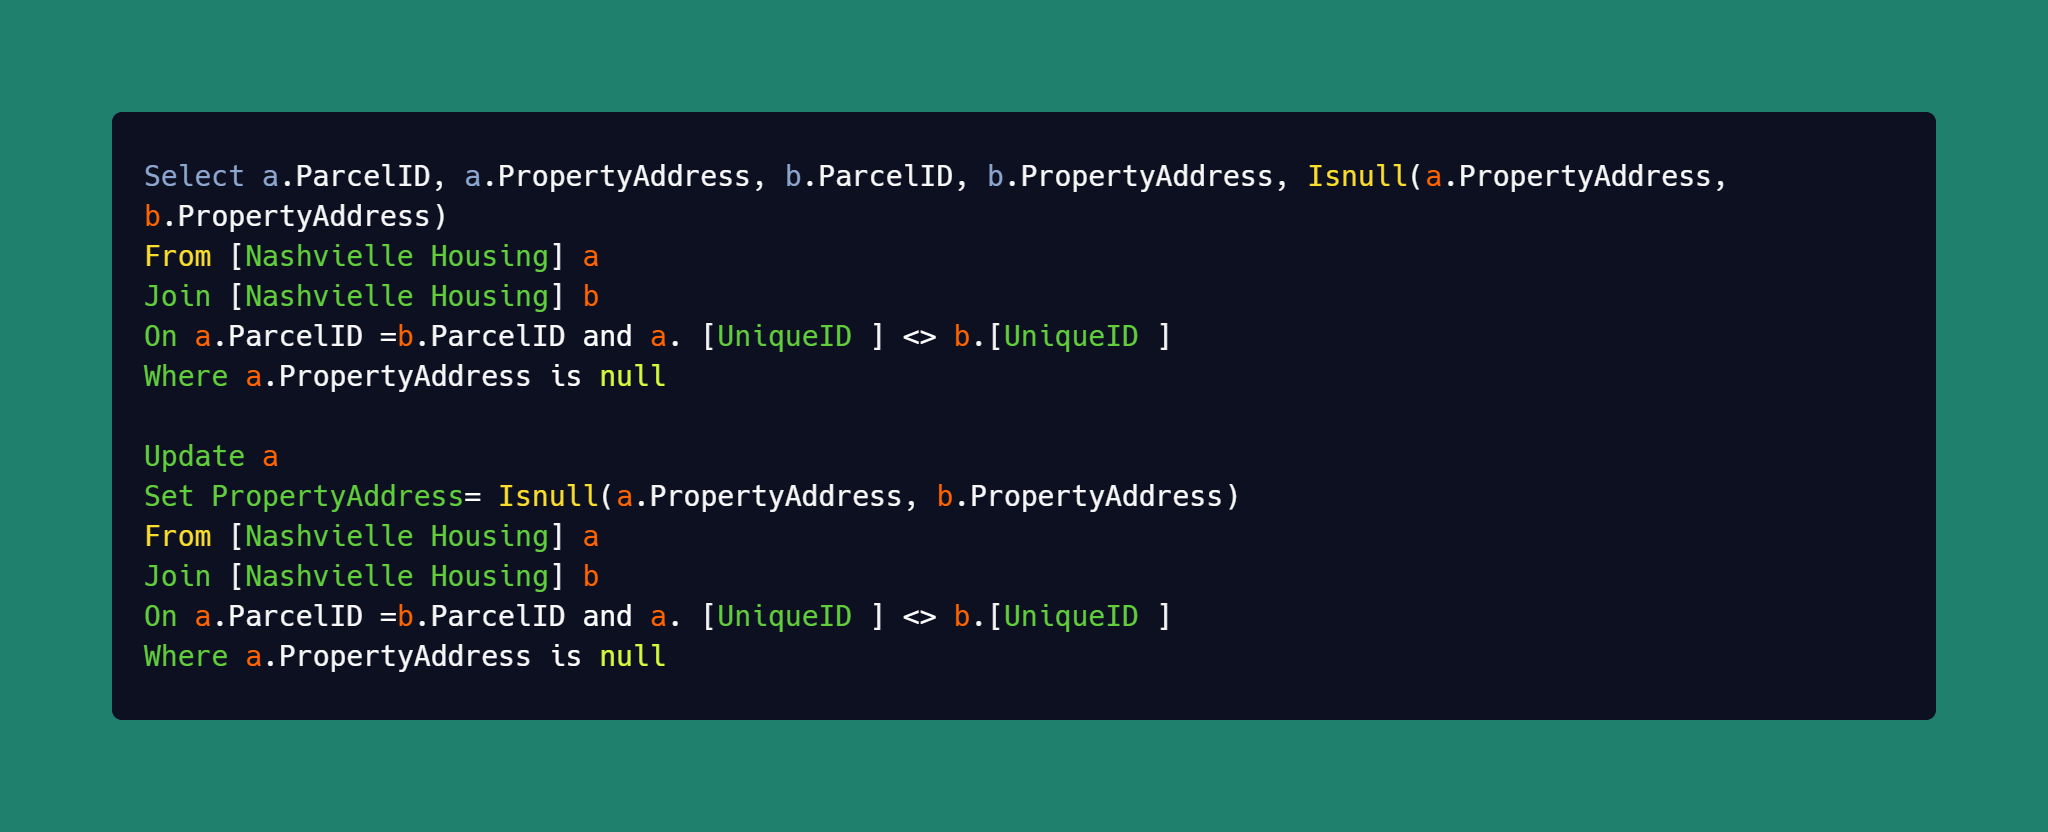 Select a.ParcelID, a.PropertyAddress, b.ParcelID, b.PropertyAddress, Isnull(a.PropertyAddress,
b.PropertyAddress)
From [Nashvielle Housing] a
Join [Nashvielle Housing] b
On a.ParcelID =b.ParcelID and a. [UniqueID ] <> b.[UniqueID ]
Where a.PropertyAddress is null

Update a
Set PropertyAddress= Isnull(a.PropertyAddress, b.PropertyAddress)
From [Nashvielle Housing] a
Join [Nashvielle Housing] b
On a.ParcelID =b.ParcelID and a. [UniqueID ] <> b.[UniqueID ]
Where a.PropertyAddress is null